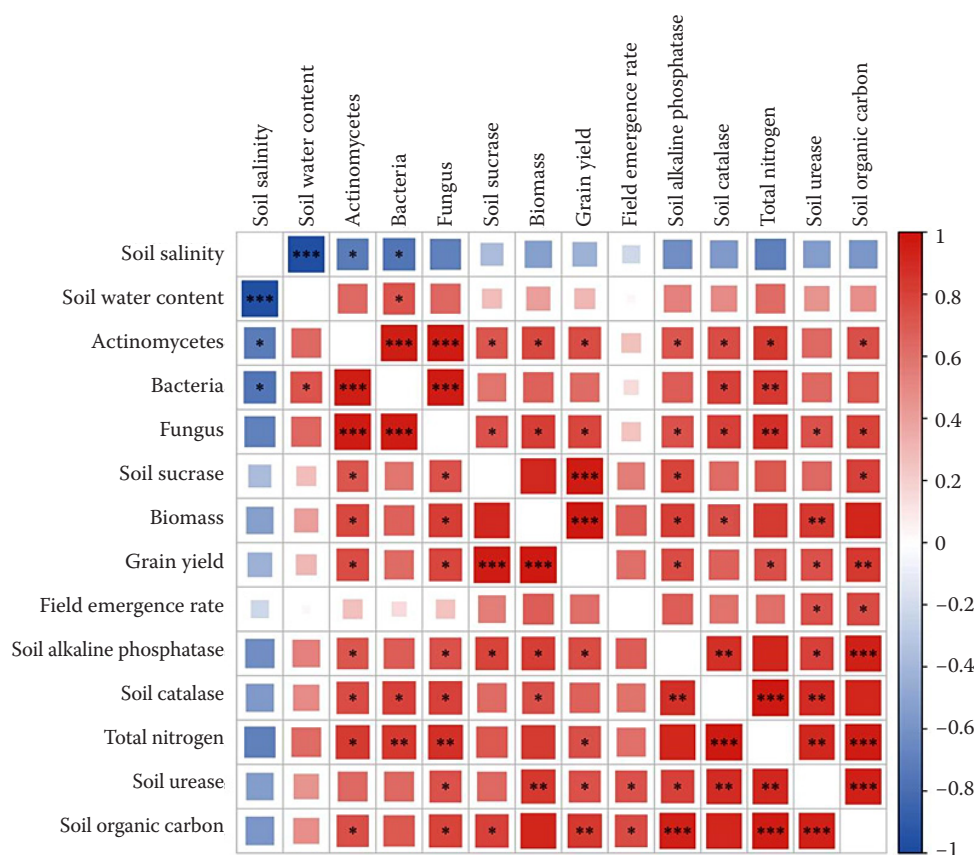 Soil salinity
Soil water content
Actinomycetes
Bacteria
Fungus
Soil sucrase
Biomass
Grain yield
Field emergence rate
Soil alkaline phosphatase
Soil catalase
Total nitrogen
Soil urease
Soil organic carbon
Soil salinity *** * *
Soil water content *** *
Actinomycetes * *** *** * * * * * * *
Bacteria * * *** *** * **
Fungus *** *** * * * * * ** * *
Soil sucrase * * *** * *
Biomass * * *** * * **
Grain yield * * *** *** * * * **
Field emergence rate * *
Soil alkaline phosphatase * * * * * ** * ***
Soil catalase * * * * ** *** **
Total nitrogen * ** ** * *** ** ***
Soil urease * ** * * * ** ** ***
Soil organic carbon * * * ** * *** *** ***
1
0.8
0.6
0.4
0.2
0
−0.2
−0.4
−0.6
−0.8
−1